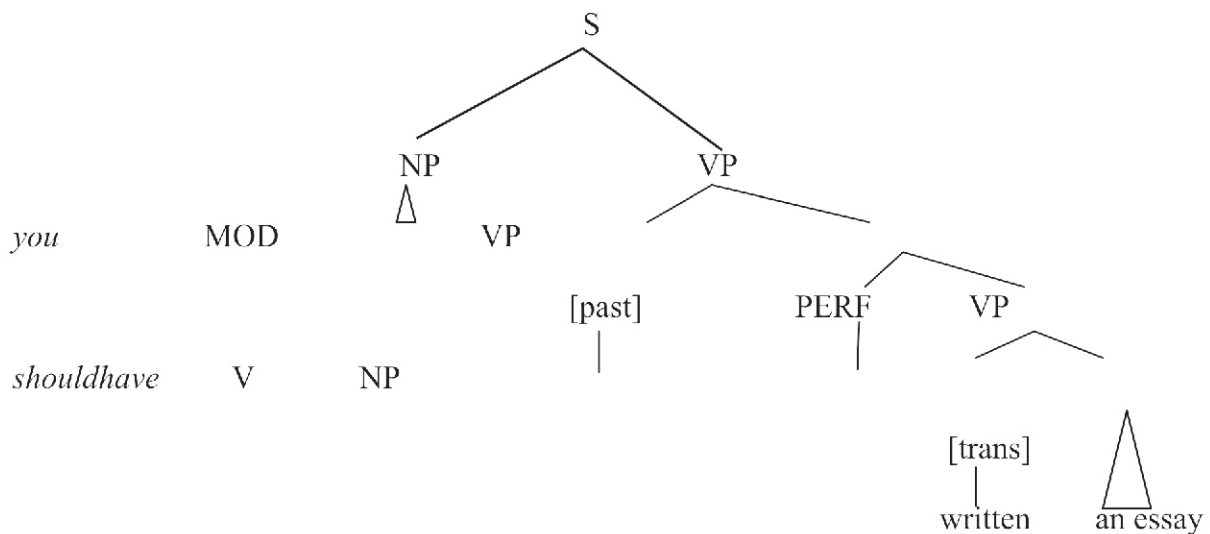 S
NP VP
you MOD VP
[past] PERF VP
shouldhave V NP
[trans]
written an essay